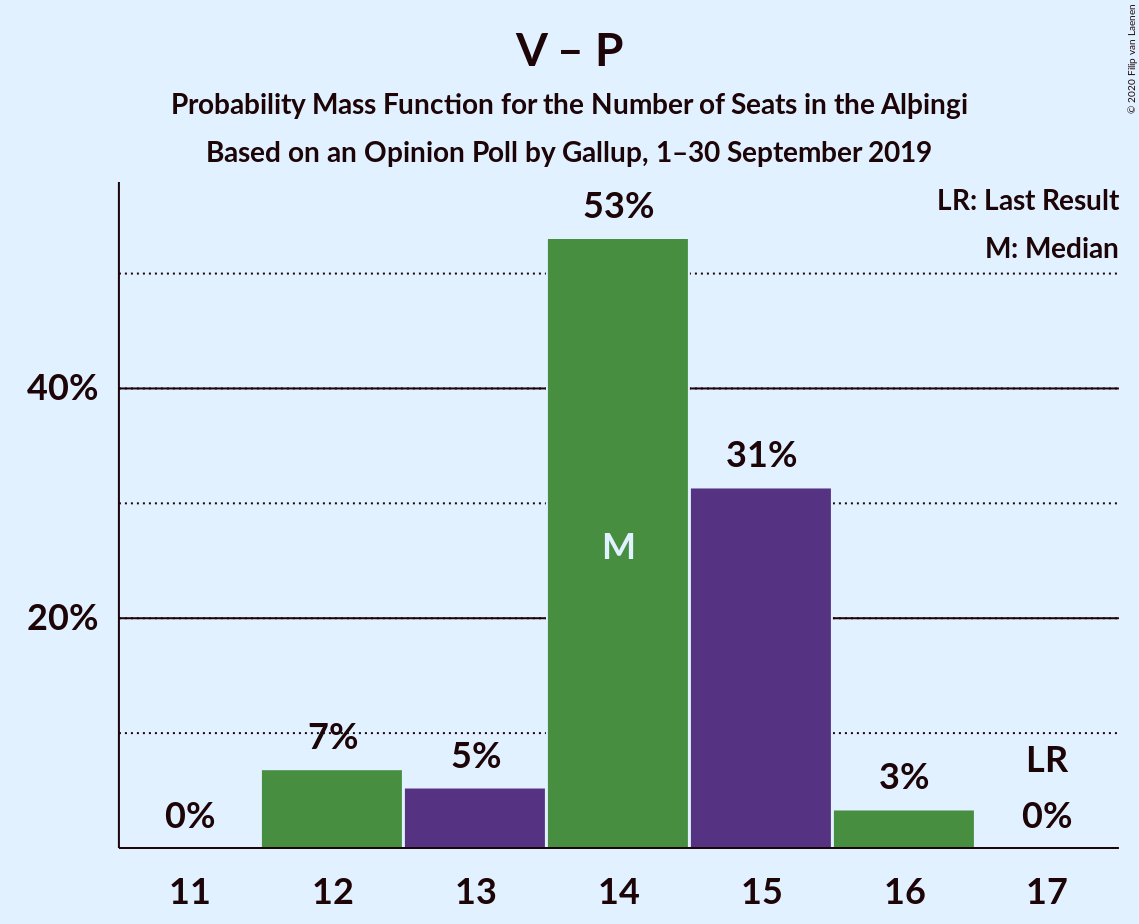 V – P
Probability Mass Function for the Number of Seats in the Alþingi
Based on an Opinion Poll by Gallup, 1–30 September 2019
© 2020 Filip van Laenen
LR: Last Result
M: Median
53%
40%
31%
M
20%
7%
5%
3%
LR
0%
0%
11 12 13 14 15 16 17